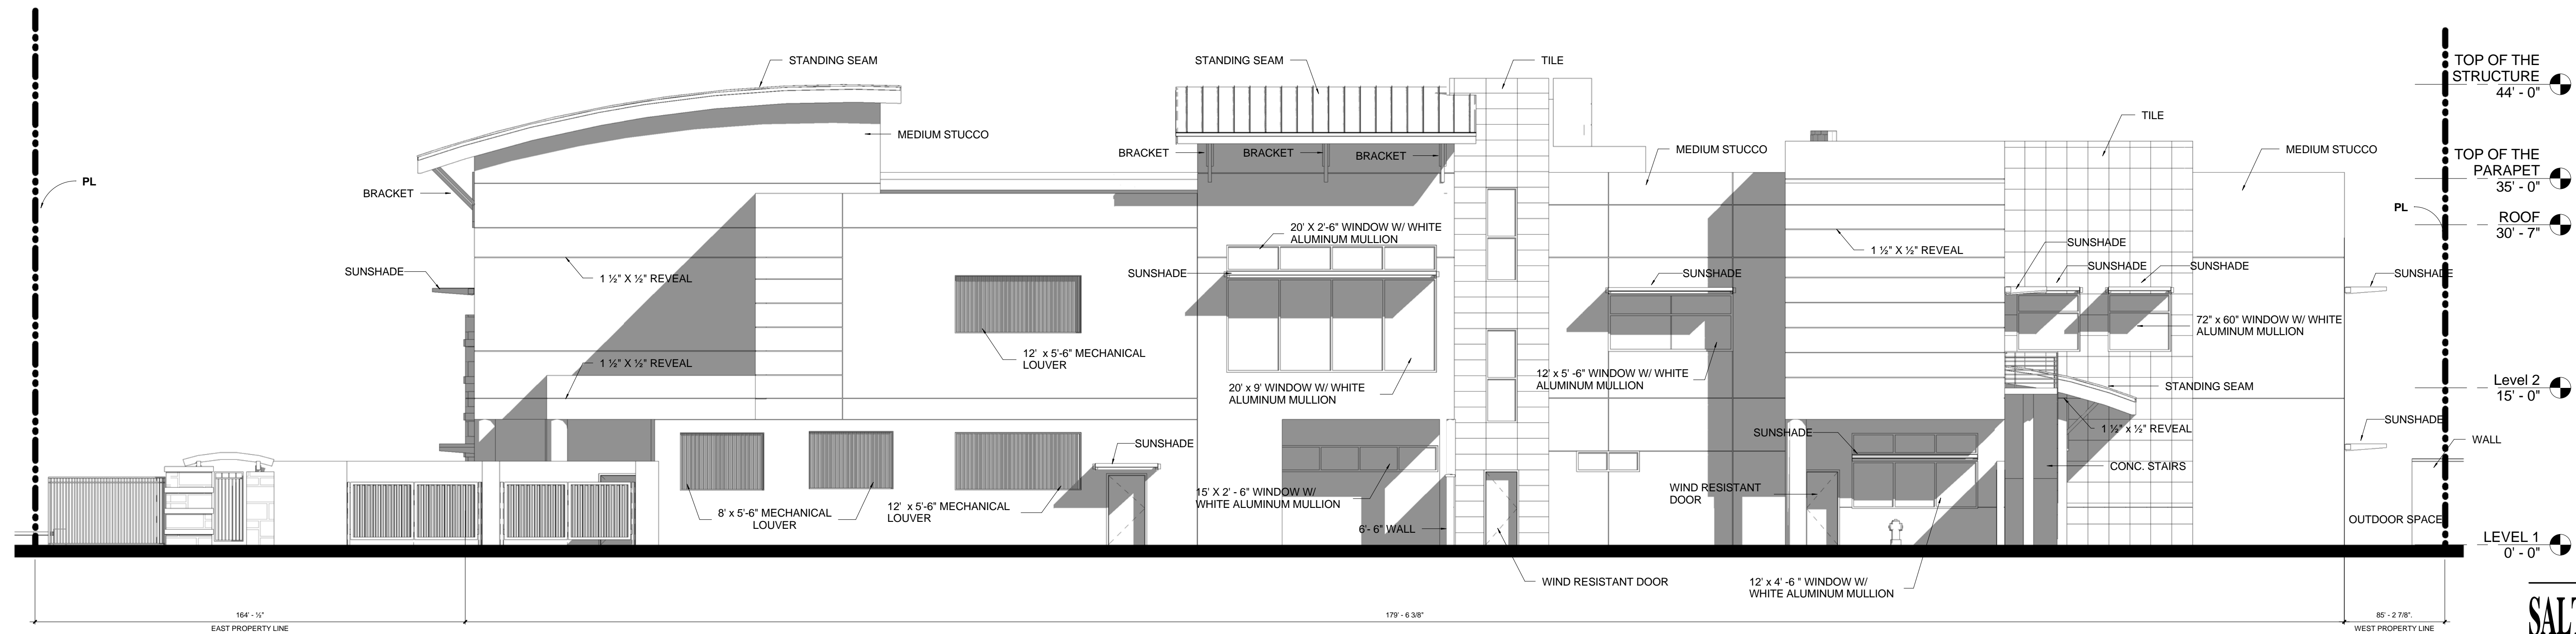 STANDING SEAM
STANDING SEAM
TILE
TOP OF THE
STRUCTURE
44' - 0"
TILE
MEDIUM STUCCO
BRACKET
BRACKET
BRACKET
MEDIUM STUCCO
MEDIUM STUCCO
TOP OF THE
PARAPET
35' - 0"
PL
BRACKET
PL
ROOF
30' - 7"
20' X 2'-6" WINDOW W/ WHITE
ALUMINUM MULLION
1 ½" X ½" REVEAL
SUNSHADE
SUNSHADE
1 ½" X ½" REVEAL
SUNSHADE
SUNSHADE
SUNSHADE
SUNSHADE
SUNSHADE
72" x 60" WINDOW W/ WHITE
ALUMINUM MULLION
12' x 5'-6" MECHANICAL
LOUVER
1 ½" X ½" REVEAL
20' x 9' WINDOW W/ WHITE
ALUMINUM MULLION
12' x 5' -6" WINDOW W/ WHITE
ALUMINUM MULLION
STANDING SEAM
Level 2
15' - 0"
SUNSHADE
1 ½" x ½" REVEAL
SUNSHADE
SUNSHADE
WALL
CONC. STAIRS
8' x 5'-6" MECHANICAL
LOUVER
12' x 5'-6" MECHANICAL
LOUVER
15' X 2' - 6" WINDOW W/
WHITE ALUMINUM MULLION
6'- 6" WALL
WIND RESISTANT
DOOR
OUTDOOR SPACE
LEVEL 1
0' - 0"
WIND RESISTANT DOOR
12' x 4' -6 " WINDOW W/
WHITE ALUMINUM MULLION
164' - ½"
EAST PROPERTY LINE
179' - 6 3/8"
85' - 2 7/8".
WEST PROPERTY LINE